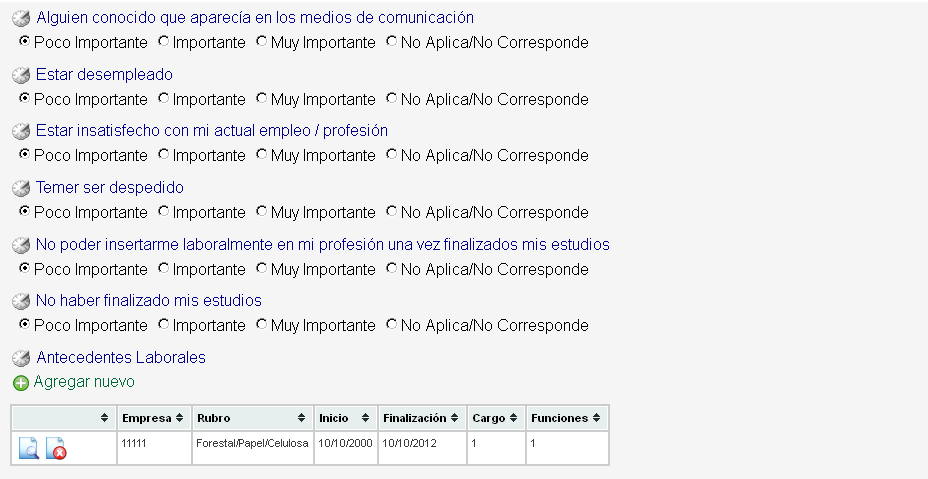 Alguien conocido que aparecía en los medios de comunicación
Poco Importante Importante Muy Importante No Aplica/No Corresponde
Estar desempleado
Poco Importante Importante Muy Importante No Aplica/No Corresponde
Estar insatisfecho con mi actual empleo / profesión
Poco Importante Importante Muy Importante No Aplica/No Corresponde
Temer ser despedido
Poco Importante Importante Muy Importante No Aplica/No Corresponde
No poder insertarme laboralmente en mi profesión una vez finalizados mis estudios
Poco Importante Importante Muy Importante No Aplica/No Corresponde
No haber finalizado mis estudios
Poco Importante Importante Muy Importante No Aplica/No Corresponde
Antecedentes Laborales
Agregar nuevo
Empresa Rubro Inicio Finalización Cargo Funciones
11111 Forestal/Papel/Celulosa 10/10/2000 10/10/2012 1 1